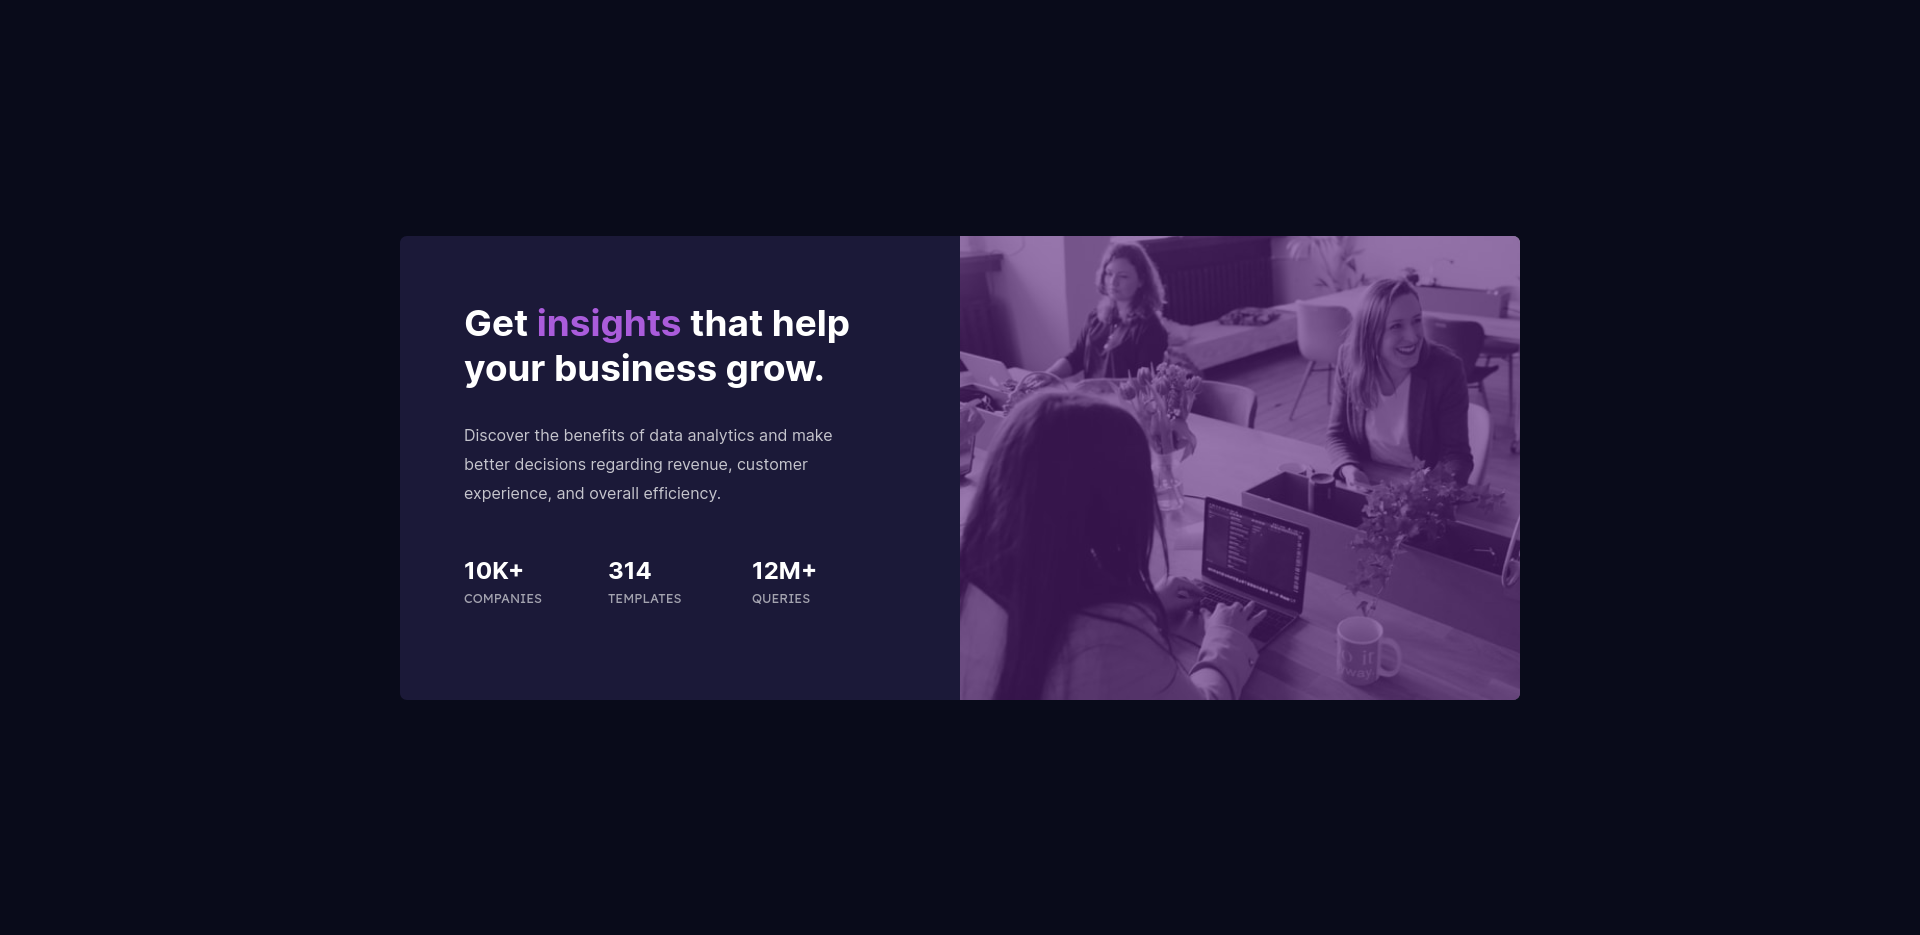 Get insights that help
your business grow.
Discover the benefits of data analytics and make
better decisions regarding revenue, customer
experience, and overall efficiency.
10K+ 314 12M+
COMPANIES TEMPLATES QUERIES
way